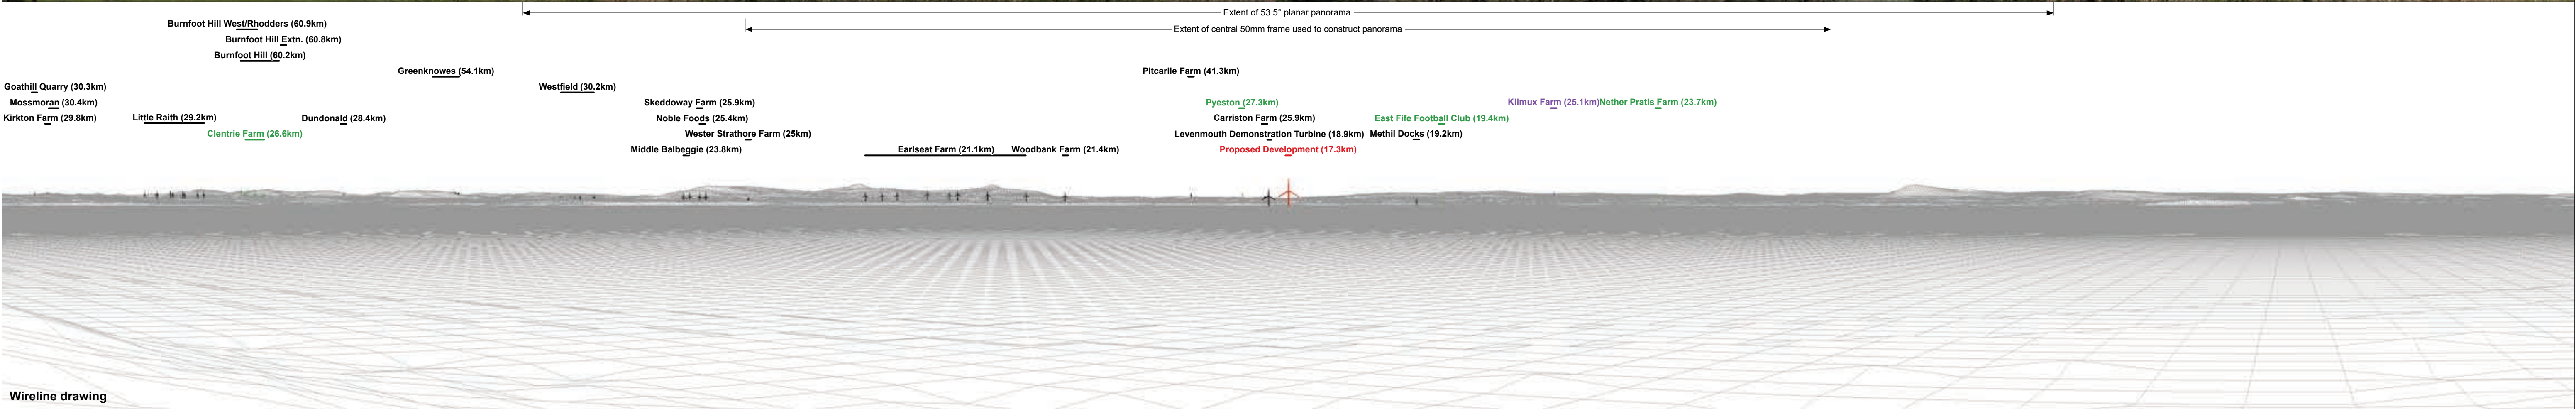 Extent of 53.5° planar panorama
Burnfoot Hill West/Rhodders (60.9km)
Extent of central 50mm frame used to construct panorama
Burnfoot Hill Extn. (60.8km)
Burnfoot Hill (60.2km)
Greenknowes (54.1km)
Pitcarlie Farm (41.3km)
Goathill Quarry (30.3km)
Westfield (30.2km)
Mossmoran (30.4km)
Skeddoway Farm (25.9km)
Pyeston (27.3km)
Kilmux Farm (25.1km)
Nether Pratis Farm (23.7km)
Kirkton Farm (29.8km)
Little Raith (29.2km)
Dundonald (28.4km)
Noble Foods (25.4km)
Carriston Farm (25.9km)
East Fife Football Club (19.4km)
Clentrie Farm (26.6km)
Wester Strathore Farm (25km)
Levenmouth Demonstration Turbine (18.9km)
Methil Docks (19.2km)
Middle Balbeggie (23.8km)
Earlseat Farm (21.1km)
Woodbank Farm (21.4km)
Proposed Development (17.3km)
Wireline drawing